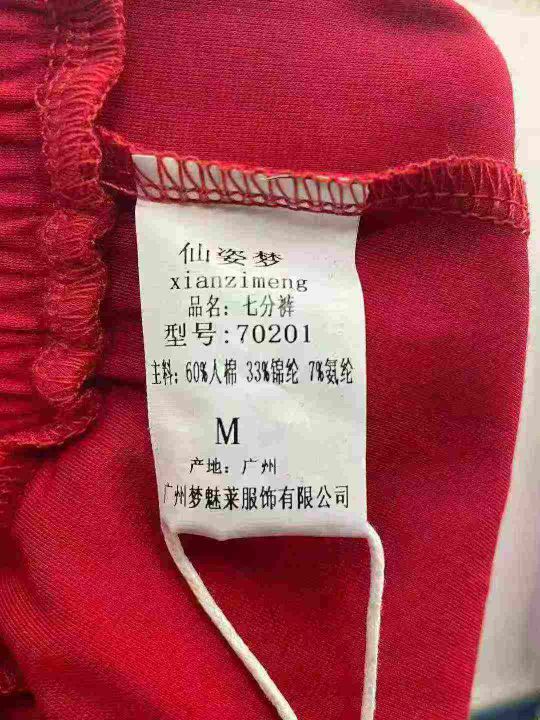 仙姿梦
xianzimeng
品名：七分裤
型号:70201
主料：60%人棉 33%锦纶 7%氨纶
M
产地：广州
广州梦魅莱服饰有限公司